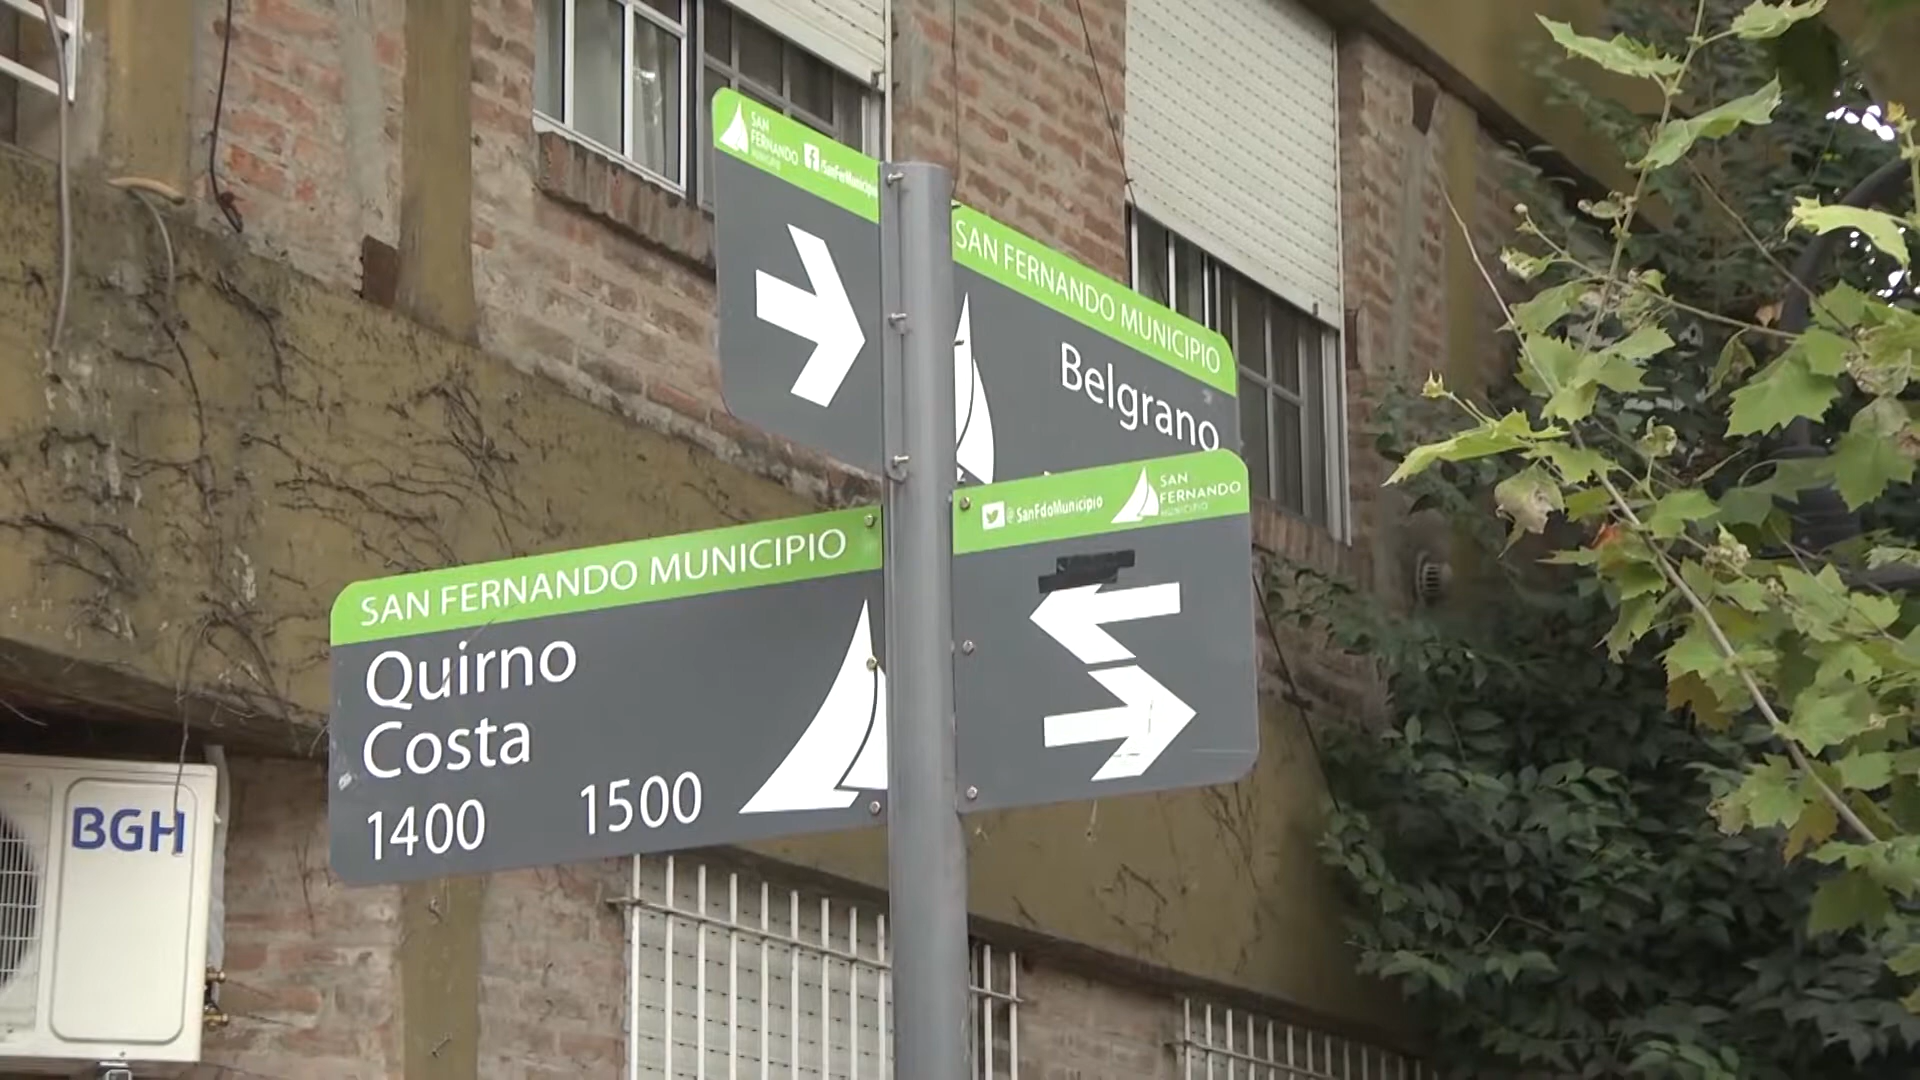 SAN
FERNANDO
MUNICIPIO
/SanFerMunicipio
SAN FERNANDO MUNICIPIO
Belgrano
@SanFdoMunicipio
SAN
FERNANDO
MUNICIPIO
SAN FERNANDO MUNICIPIO
Quirno
Costa
1400 1500
BGH